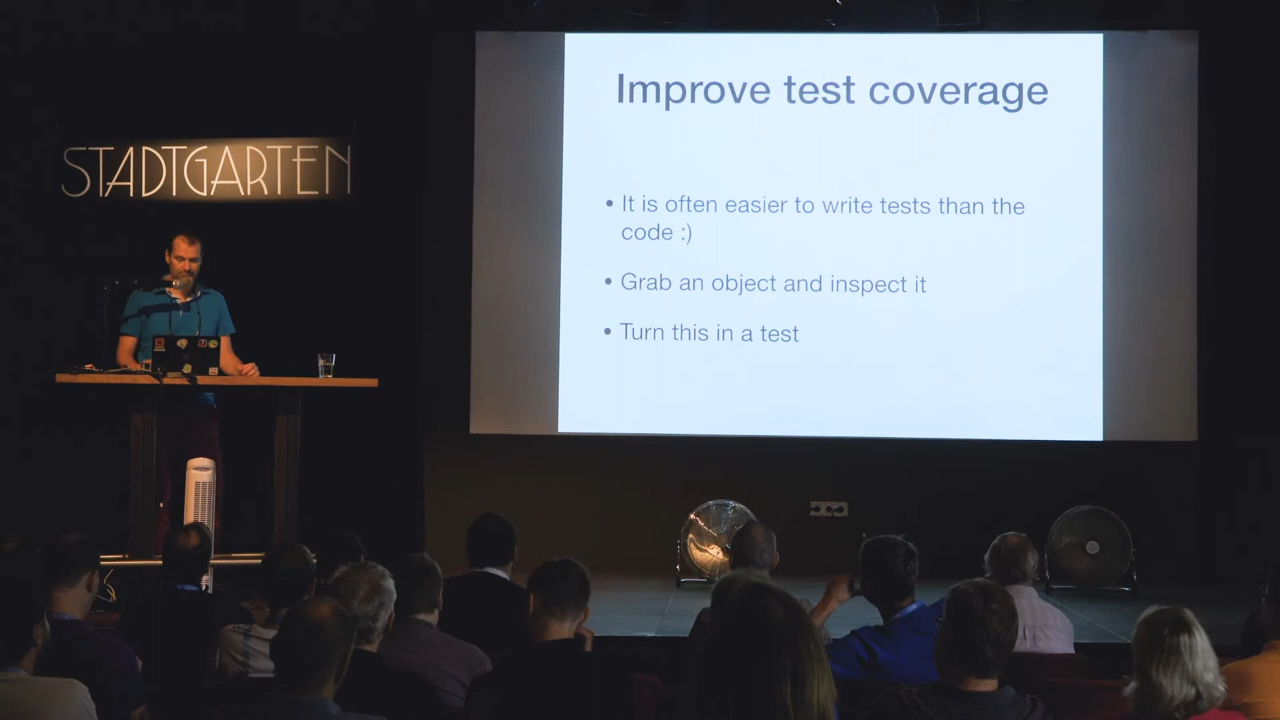 STADTGARTEN
Improve test coverage
• It is often easier to write tests than the
code :)
• Grab an object and inspect it
• Turn this in a test